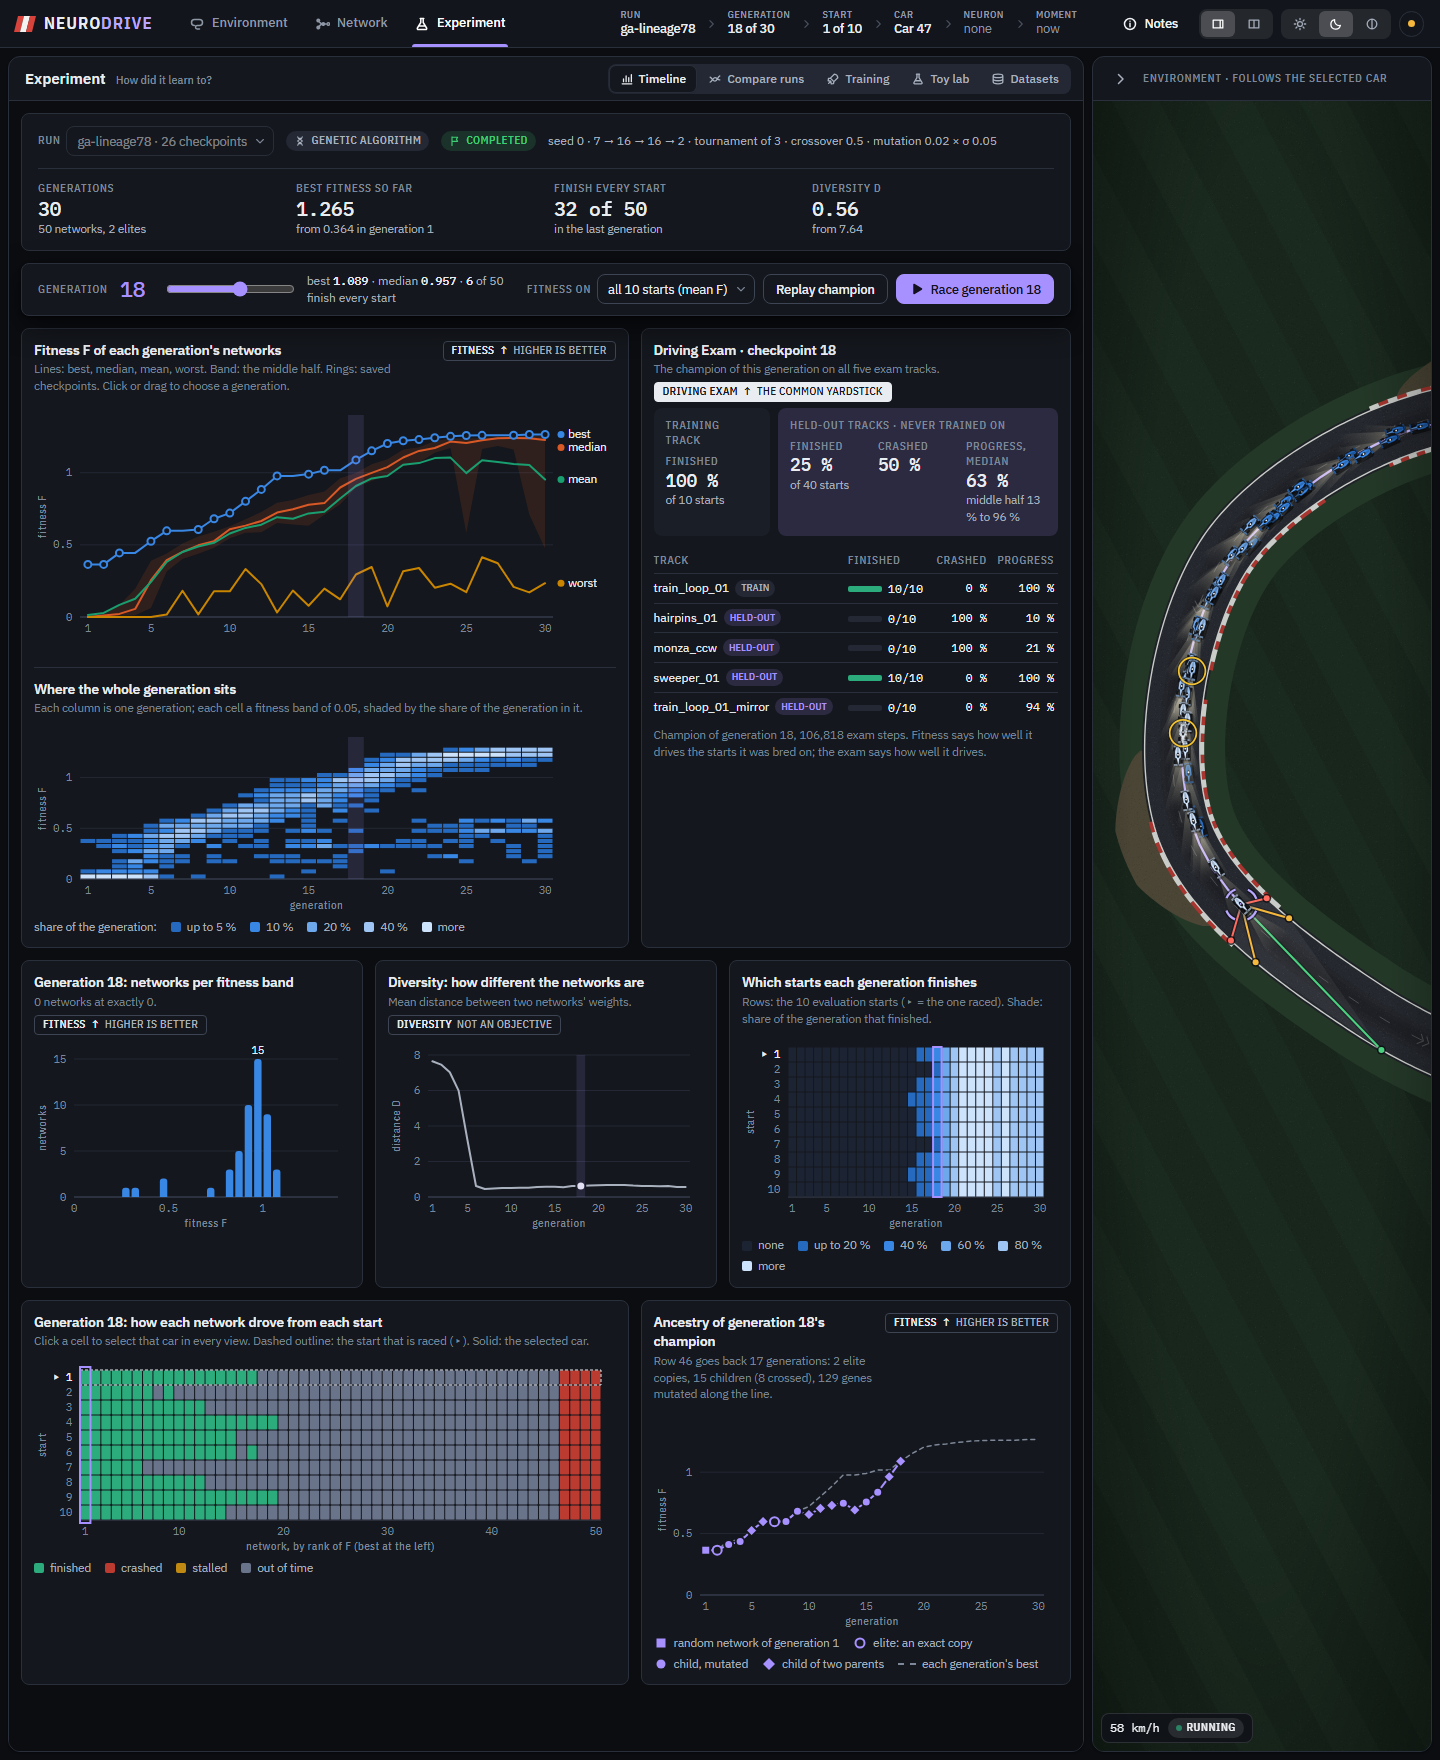 NEURODRIVE
Environment
Network
Experiment
RUN
ga-lineage78
GENERATION
18 of 30
START
1 of 10
CAR
Car 47
NEURON
none
MOMENT
now
Notes
Experiment How did it learn to?
Timeline
Compare runs
Training
Toy lab
Datasets
ENVIRONMENT · FOLLOWS THE SELECTED CAR
RUN ga-lineage78 · 26 checkpoints GENETIC ALGORITHM COMPLETED seed 0 · 7 → 16 → 16 → 2 · tournament of 3 · crossover 0.5 · mutation 0.02 × σ 0.05
GENERATIONS
30
50 networks, 2 elites
BEST FITNESS SO FAR
1.265
from 0.364 in generation 1
FINISH EVERY START
32 of 50
in the last generation
DIVERSITY D
0.56
from 7.64
GENERATION 18
best 1.089 · median 0.957 · 6 of 50
finish every start
FITNESS ON all 10 starts (mean F)
Replay champion
Race generation 18
Fitness F of each generation's networks
FITNESS ↑ HIGHER IS BETTER
Lines: best, median, mean, worst. Band: the middle half. Rings: saved
checkpoints. Click or drag to choose a generation.
best
median
mean
worst
fitness F
1
0.5
0
1 5 10 15 20 25 30
Where the whole generation sits
Each column is one generation; each cell a fitness band of 0.05, shaded by the share of the generation in it.
fitness F
1
0.5
0
1 5 10 15 20 25 30
generation
share of the generation: up to 5 % 10 % 20 % 40 % more
Driving Exam · checkpoint 18
The champion of this generation on all five exam tracks.
DRIVING EXAM ↑ THE COMMON YARDSTICK
TRAINING
TRACK
FINISHED
100 %
of 10 starts
HELD-OUT TRACKS · NEVER TRAINED ON
FINISHED
25 %
of 40 starts
CRASHED
50 %
PROGRESS,
MEDIAN
63 %
middle half 13
% to 96 %
TRACK FINISHED CRASHED PROGRESS
train_loop_01 TRAIN 10/10 0 % 100 %
hairpins_01 HELD-OUT 0/10 100 % 10 %
monza_ccw HELD-OUT 0/10 100 % 21 %
sweeper_01 HELD-OUT 10/10 0 % 100 %
train_loop_01_mirror HELD-OUT 0/10 0 % 94 %
Champion of generation 18, 106,818 exam steps. Fitness says how well it
drives the starts it was bred on; the exam says how well it drives.
Generation 18: networks per fitness band
0 networks at exactly 0.
FITNESS ↑ HIGHER IS BETTER
15
networks
15
10
5
0
0 0.5 1
fitness F
Diversity: how different the networks are
Mean distance between two networks' weights.
DIVERSITY NOT AN OBJECTIVE
distance D
8
6
4
2
0
1 5 10 15 20 25 30
generation
Which starts each generation finishes
Rows: the 10 evaluation starts (▸ = the one raced). Shade:
share of the generation that finished.
start
▸ 1
2
3
4
5
6
7
8
9
10
1 5 10 15 20 25 30
generation
none up to 20 % 40 % 60 % 80 %
more
Generation 18: how each network drove from each start
Click a cell to select that car in every view. Dashed outline: the start that is raced (▸). Solid: the selected car.
start
▸ 1
2
3
4
5
6
7
8
9
10
1 10 20 30 40 50
network, by rank of F (best at the left)
finished crashed stalled out of time
Ancestry of generation 18's
champion
FITNESS ↑ HIGHER IS BETTER
Row 46 goes back 17 generations: 2 elite
copies, 15 children (8 crossed), 129 genes
mutated along the line.
fitness F
1
0.5
0
1 5 10 15 20 25 30
generation
random network of generation 1 elite: an exact copy
child, mutated child of two parents each generation's best
58 km/h RUNNING